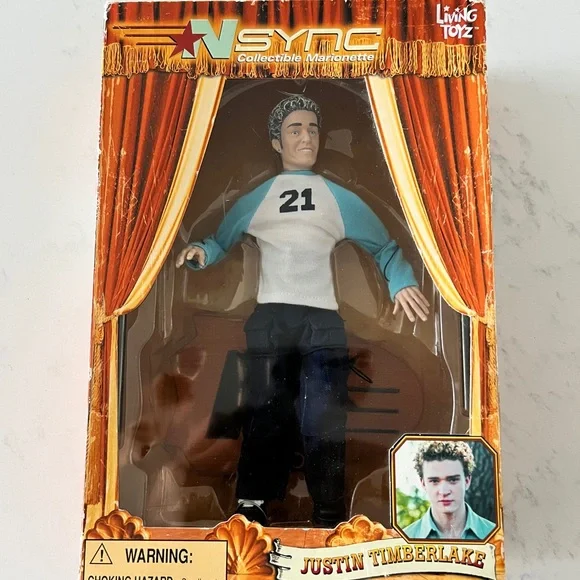 NSYNC
Collectible Marionette
LiViNG
TOYZ
21
JUSTIN TIMBERLAKE
WARNING:
CHOKING HAZARD